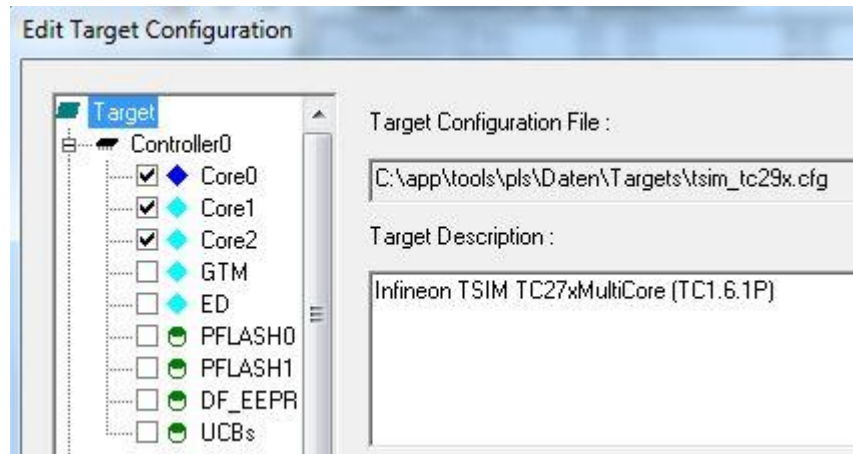 Edit Target Configuration
Target
Controller0
Core0
Core1
Core2
GTM
ED
PFLASH0
PFLASH1
DF_EEPR
UCBs
Target Configuration File :
C:\app\tools\pls\Daten\Targets\tsim_tc29x.cfg
Target Description :
Infineon TSIM TC27xMultiCore (TC1.6.1P)